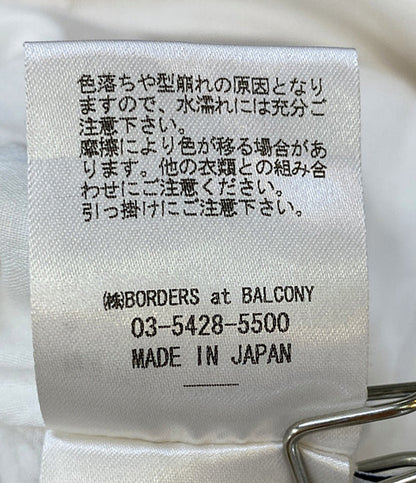 色落ちや型崩れの原因となり
ますので、水濡れには充分ご
注意下さい。
摩擦により色が移る場合があ
ります。他の衣類との組み合
わせにご注意ください。
引っ掛けにご注意下さい。
㈱BORDERS at BALCONY
03-5428-5500
MADE IN JAPAN